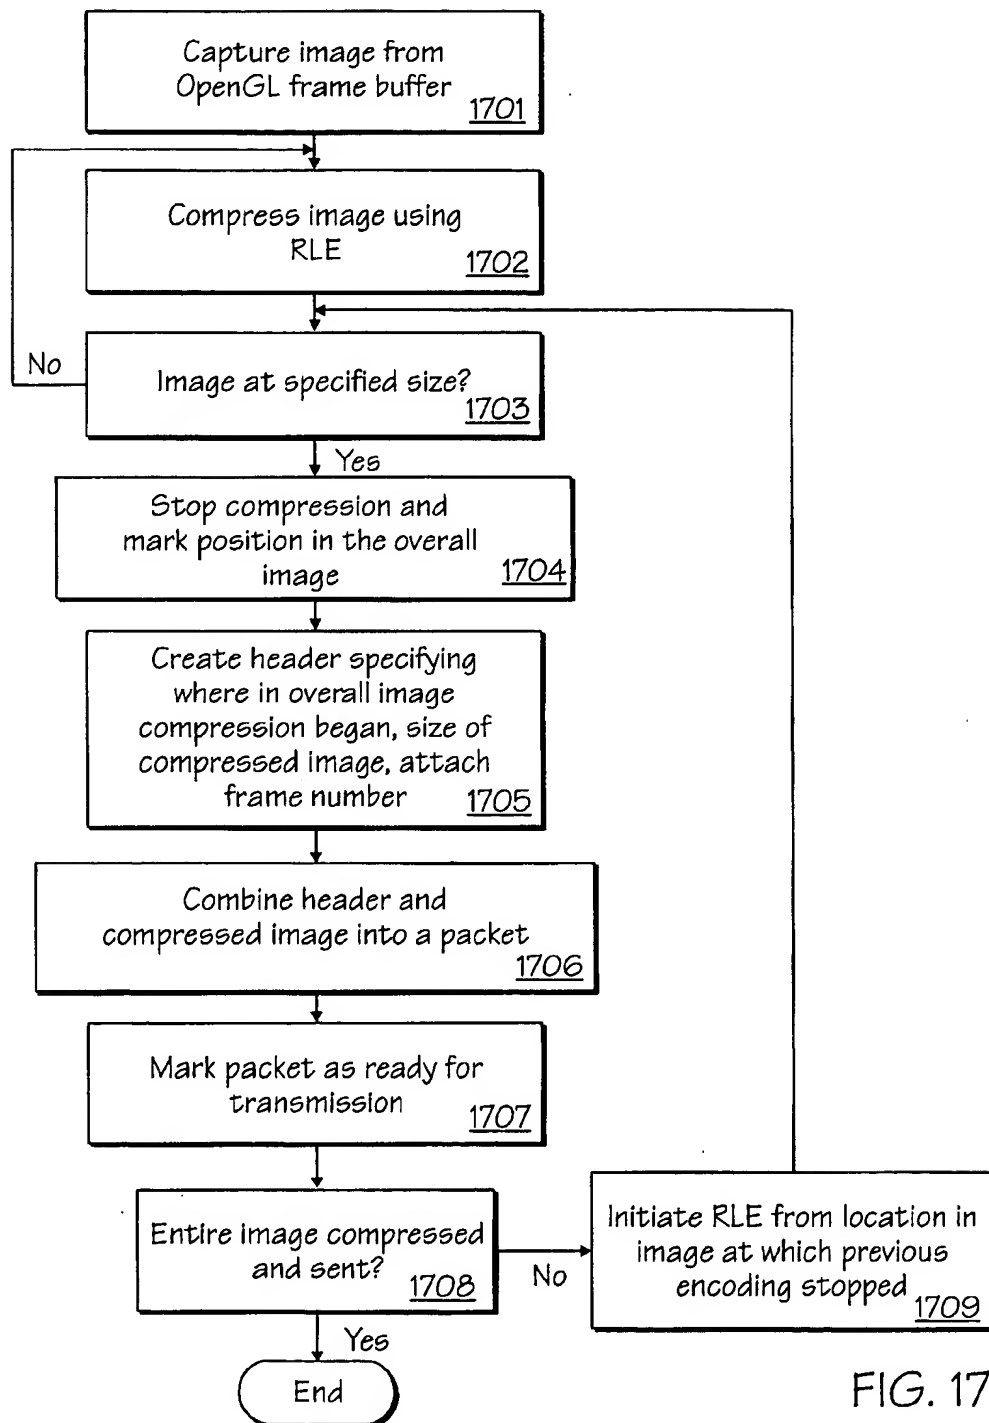 Capture image from
OpenGL frame buffer
1701
Compress image using
RLE
1702
No
Image at specified size?
1703
Yes
Stop compression and
mark position in the overall
image
1704
Create header specifying
where in overall image
compression began, size of
compressed image, attach
frame number
1705
Combine header and
compressed image into a packet
1706
Mark packet as ready for
transmission
1707
Entire image compressed
and sent?
1708
No
Initiate RLE from location in
image at which previous
encoding stopped
1709
Yes
End
FIG. 17